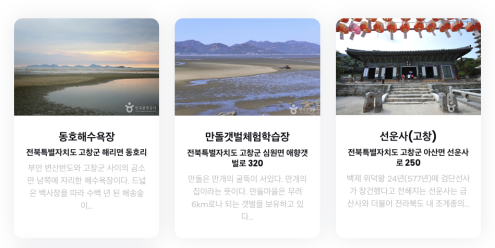 동호해수욕장
전북특별자치도 고창군 해리면 동호리
부안 변산반도와 고창군 사이의 곰소
만 남쪽에 자리한 해수욕장이다. 드넓
은 백사장을 따라 수백 년 된 해송숲
이...
만돌갯벌체험학습장
전북특별자치도 고창군 심원면 애향갯
벌로 320
만돌은 만개의 굴뚝이 서있다. 만개의
집이라는 뜻이다. 만돌마을은 무려
6km로나 되는 갯벌을 보유하고 있
다...
선운사(고창)
전북특별자치도 고창군 아산면 선운사
로 250
백제 위덕왕 24년(577년)에 검단선사
가 창건했다고 전해지는 선운사는 금
산사와 더불어 전라북도 내 조계종의...